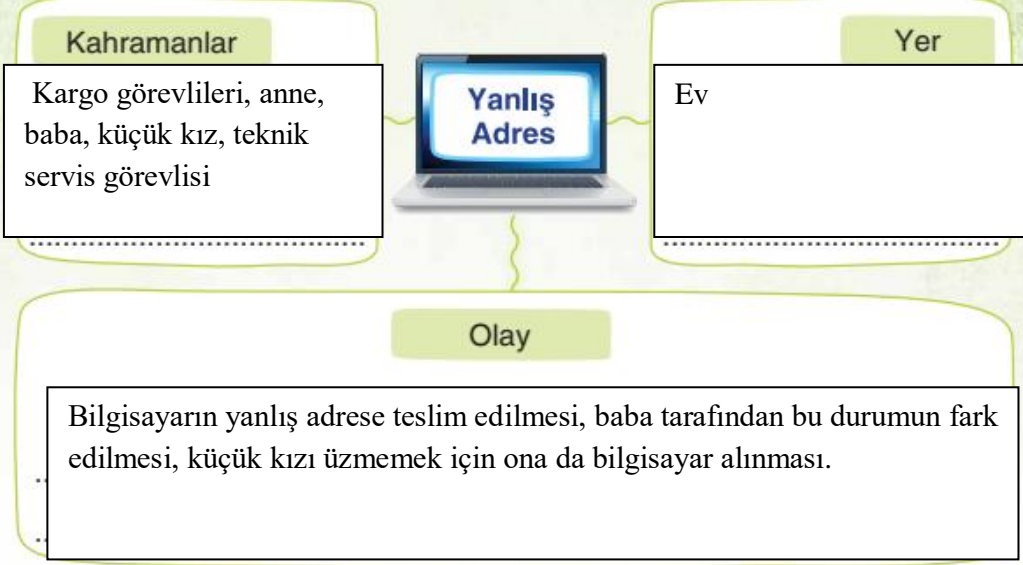 Kahramanlar
Kargo görevlileri, anne,
baba, küçük kız, teknik
servis görevlisi
Yanlış
Adres
Yer
Ev
Olay
Bilgisayarın yanlış adrese teslim edilmesi, baba tarafından bu durumun fark
edilmesi, küçük kızı üzmemek için ona da bilgisayar alınması.